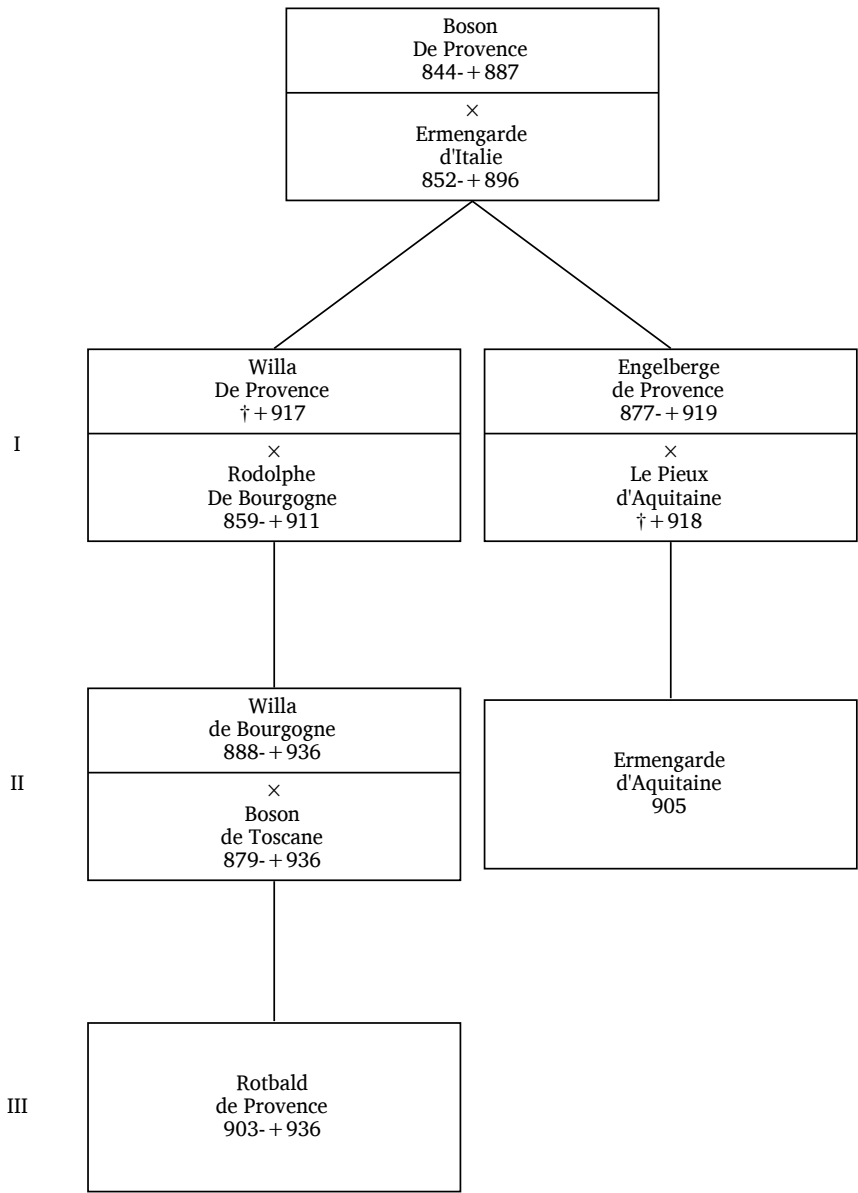 Boson
De Provence
844-+887
×
Ermengarde
d'Italie
852-+896
I
Willa
De Provence
†+917
×
Rodolphe
De Bourgogne
859-+911
Engelberge
de Provence
877-+919
×
Le Pieux
d'Aquitaine
†+918
II
Willa
de Bourgogne
888-+936
×
Boson
de Toscane
879-+936
Ermengarde
d'Aquitaine
905
III
Rotbald
de Provence
903-+936